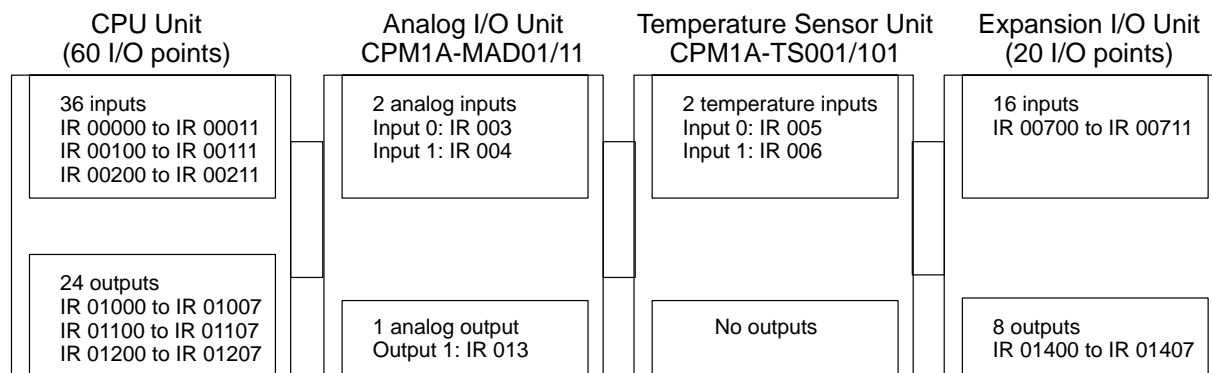 CPU Unit
(60 I/O points)
Analog I/O Unit
CPM1A-MAD01/11
Temperature Sensor Unit
CPM1A-TS001/101
Expansion I/O Unit
(20 I/O points)
36 inputs
IR 00000 to IR 00011
IR 00100 to IR 00111
IR 00200 to IR 00211
2 analog inputs
Input 0: IR 003
Input 1: IR 004
2 temperature inputs
Input 0: IR 005
Input 1: IR 006
16 inputs
IR 00700 to IR 00711
24 outputs
IR 01000 to IR 01007
IR 01100 to IR 01107
IR 01200 to IR 01207
1 analog output
Output 1: IR 013
No outputs
8 outputs
IR 01400 to IR 01407